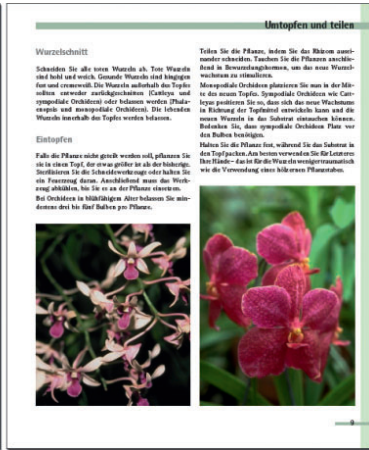 Umtopfen und teilen
Wurzelschnitt
Schneiden Sie alle toten Wurzeln ab. Tote Wurzeln
sind hohl und weich. Gesunde Wurzeln sind hingegen
fest und cremeweiß. Die Wurzeln außerhalb des Topfes
sollten entweder zurückgeschnitten (Cattleya und
sympodiale Orchideen) oder belassen werden (Phala-
enopsis und monopodiale Orchideen). Die lebenden
Wurzeln innerhalb des Topfes werden belassen.
Eintopfen
Falls die Pflanze nicht geteilt werden soll, pflanzen Sie
sie in einen Topf, der etwas größer ist als der bisherige.
Sterilisieren Sie die Schneidewerkzeuge oder halten Sie
ein Feuerzeug daran. Anschließend muss das Werk-
zeug abkühlen, bis Sie es an der Pflanze einsetzen.
Bei Orchideen in blühfähigem Alter belassen Sie min-
destens drei bis fünf Bulben pro Pflanze.
Teilen Sie die Pflanze, indem Sie das Rhizom ausei-
nander schneiden. Tauchen Sie die Pflanzen anschlie-
ßend in Bewurzelungshormon, um das neue Wurzel-
wachstum zu stimulieren.
Monopodiale Orchideen platzieren Sie man in der Mit-
te des neuen Topfes. Sympodiale Orchideen wie Catt-
leyas positieren Sie so, dass sich das neue Wachstums
in Richtung der Topfmittel entwickeln kann und die
neuen Wurzeln in das Substrat eintauchen können.
Bedenken Sie, dass sympodiale Orchideen Platz vor
den Bulben benötigen.
Halten Sie die Pflanze fest, während Sie das Substrat in
den Topf packen. Am besten verwenden Sie für Letzteres
Ihre Hände – das ist für die Wurzeln weniger traumatisch
wie die Verwendung eines hölzernen Pflanzstabes.
9